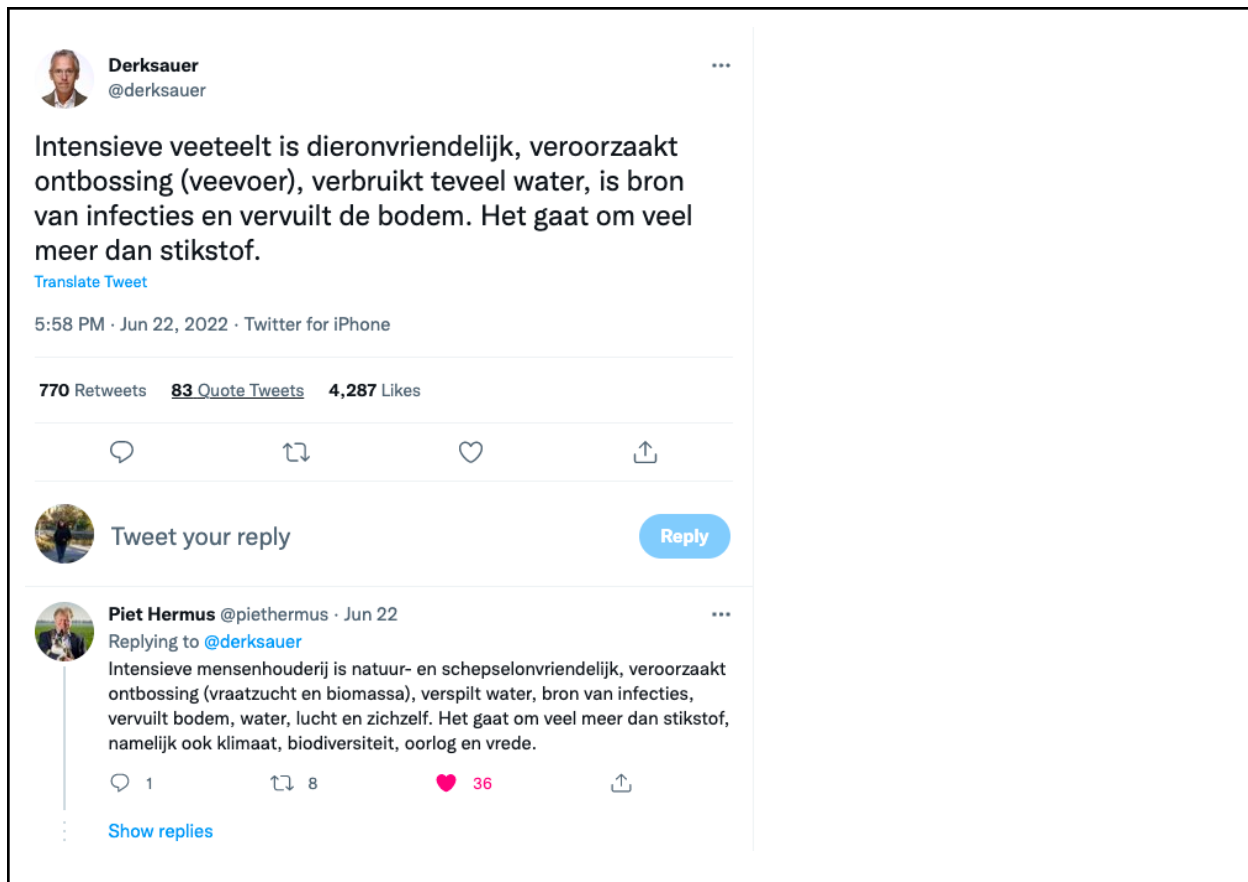 Derksauer
@derksauer
Intensieve veeteelt is dieronvriendelijk, veroorzaakt
ontbossing (veevoer), verbruikt teveel water, is bron
van infecties en vervuilt de bodem. Het gaat om veel
meer dan stikstof.
Translate Tweet
5:58 PM · Jun 22, 2022 · Twitter for iPhone
770 Retweets 83 Quote Tweets 4,287 Likes
Tweet your reply
Reply
Piet Hermus @piethermus · Jun 22
Replying to @derksauer
Intensieve mensenhouderij is natuur- en schepselonvriendelijk, veroorzaakt
ontbossing (vraatzucht en biomassa), verspilt water, bron van infecties,
vervuilt bodem, water, lucht en zichzelf. Het gaat om veel meer dan stikstof,
namelijk ook klimaat, biodiversiteit, oorlog en vrede.
1 8 36
Show replies